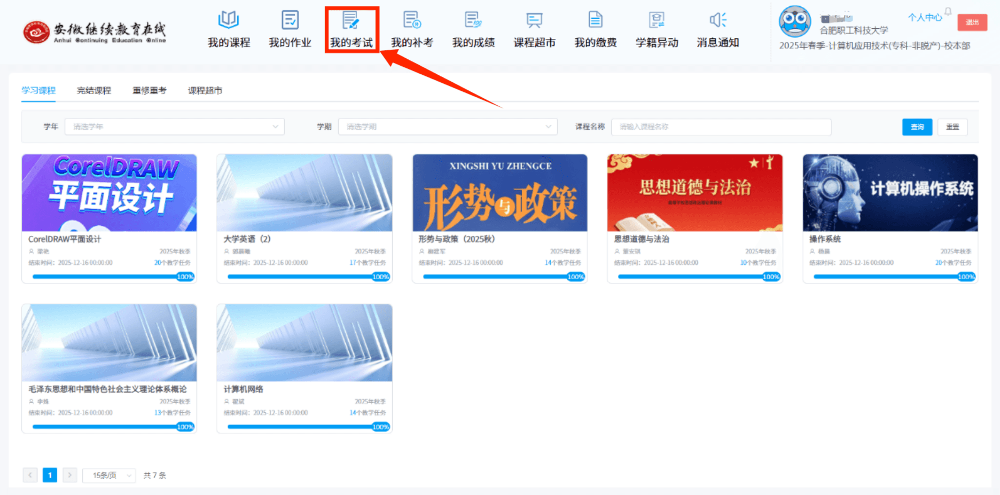 安徽继续教育在线
Anhui Continuing Education Online
我的课程
我的作业
我的考试
我的补考
我的成绩
课程超市
我的缴费
学籍异动
消息通知
个人中心
退出
合肥职工科技大学
2025年春季-计算机应用技术(专科-非脱产)-校本部
学习课程
完结课程
重修重考
课程超市
学年
请选学年
学期
请选学期
课程名称
请输入课程名称
查询
重置
CorelDRAW
平面设计
CorelDRAW平面设计
梁艳
2025年秋季
结束时间：2025-12-16 00:00:00
20个教学任务
100%
大学英语（2）
郭晨曦
2025年秋季
结束时间：2025-12-16 00:00:00
17个教学任务
100%
XINGSHI YU ZHENGCE
形势与政策
形势与政策（2025秋）
柳建军
2025年秋季
结束时间：2025-12-16 00:00:00
14个教学任务
100%
思想道德与法治
思想道德与法治
董安琪
2025年秋季
结束时间：2025-12-16 00:00:00
10个教学任务
100%
计算机操作系统
操作系统
杨晨
2025年秋季
结束时间：2025-12-16 00:00:00
20个教学任务
100%
毛泽东思想和中国特色社会主义理论体系概论
李姝
2025年秋季
结束时间：2025-12-16 00:00:00
13个教学任务
100%
计算机网络
翟斌
2025年秋季
结束时间：2025-12-16 00:00:00
14个教学任务
100%
1
15条/页
共 7 条